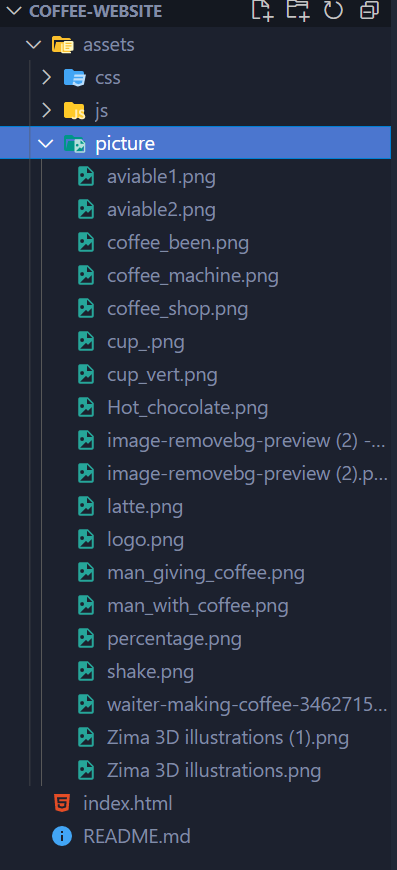 COFFEE-WEBSITE
assets
css
JS js
picture
aviable1.png
aviable2.png
coffee_been.png
coffee_machine.png
coffee_shop.png
cup_.png
cup_vert.png
Hot_chocolate.png
image-removebg-preview (2) -...
image-removebg-preview (2).p...
latte.png
logo.png
man_giving_coffee.png
man_with_coffee.png
percentage.png
shake.png
waiter-making-coffee-3462715...
Zima 3D illustrations (1).png
Zima 3D illustrations.png
index.html
README.md